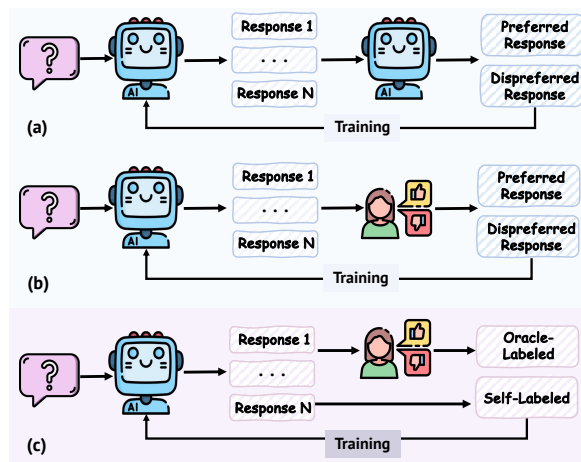 ?
Response 1
Preferred
Response
. . .
AI
AI
Response N
Dispreferred
Response
(a)
Training
?
Response 1
Preferred
Response
. . .
AI
Response N
Dispreferred
Response
(b)
Training
?
Response 1
Oracle-
Labeled
. . .
AI
Response N
Self-Labeled
(c)
Training